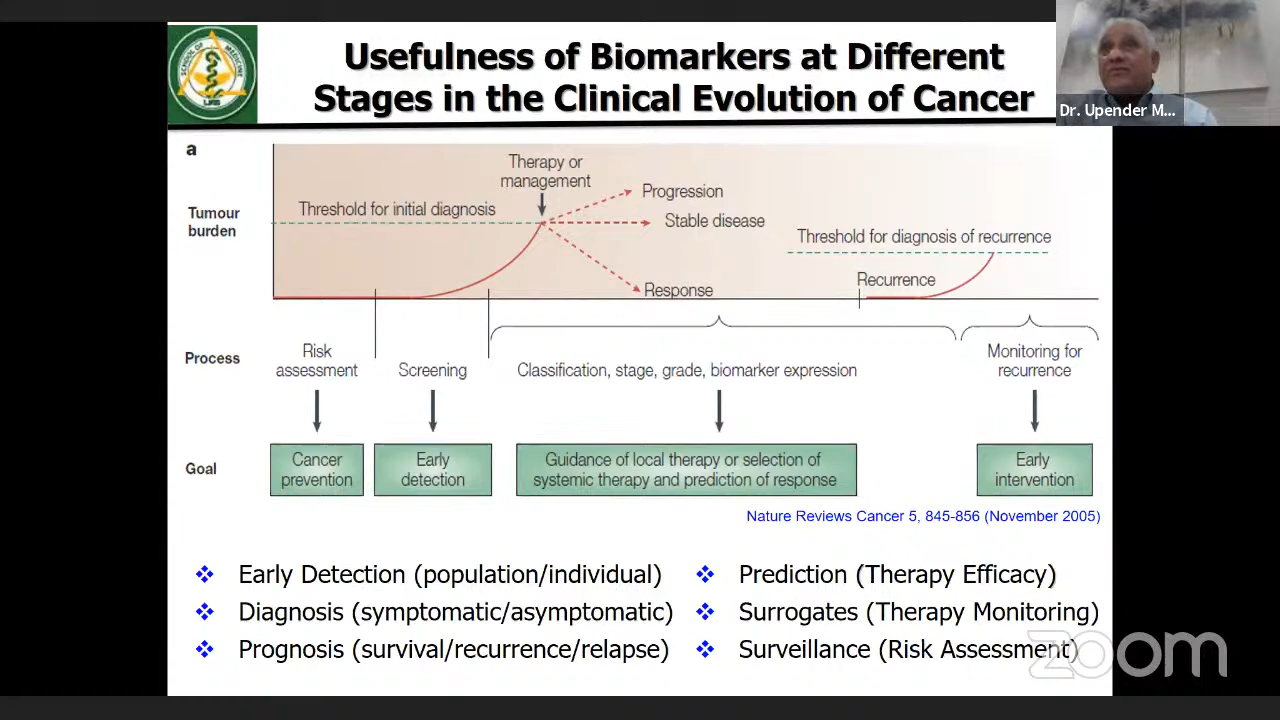 Usefulness of Biomarkers at Different
Stages in the Clinical Evolution of Cancer
SCHOOL OF MEDICINE
Dr. Upender M...
a
Tumour
burden
Threshold for initial diagnosis
Therapy or
management
Progression
Stable disease
Response
Threshold for diagnosis of recurrence
Recurrence
Process
Risk
assessment
Screening
Classification, stage, grade, biomarker expression
Monitoring for
recurrence
Goal
Cancer
prevention
Early
detection
Guidance of local therapy or selection of
systemic therapy and prediction of response
Early
intervention
Nature Reviews Cancer 5, 845-856 (November 2005)
Early Detection (population/individual)
Diagnosis (symptomatic/asymptomatic)
Prognosis (survival/recurrence/relapse)
Prediction (Therapy Efficacy)
Surrogates (Therapy Monitoring)
Surveillance (Risk Assessment)
zoom